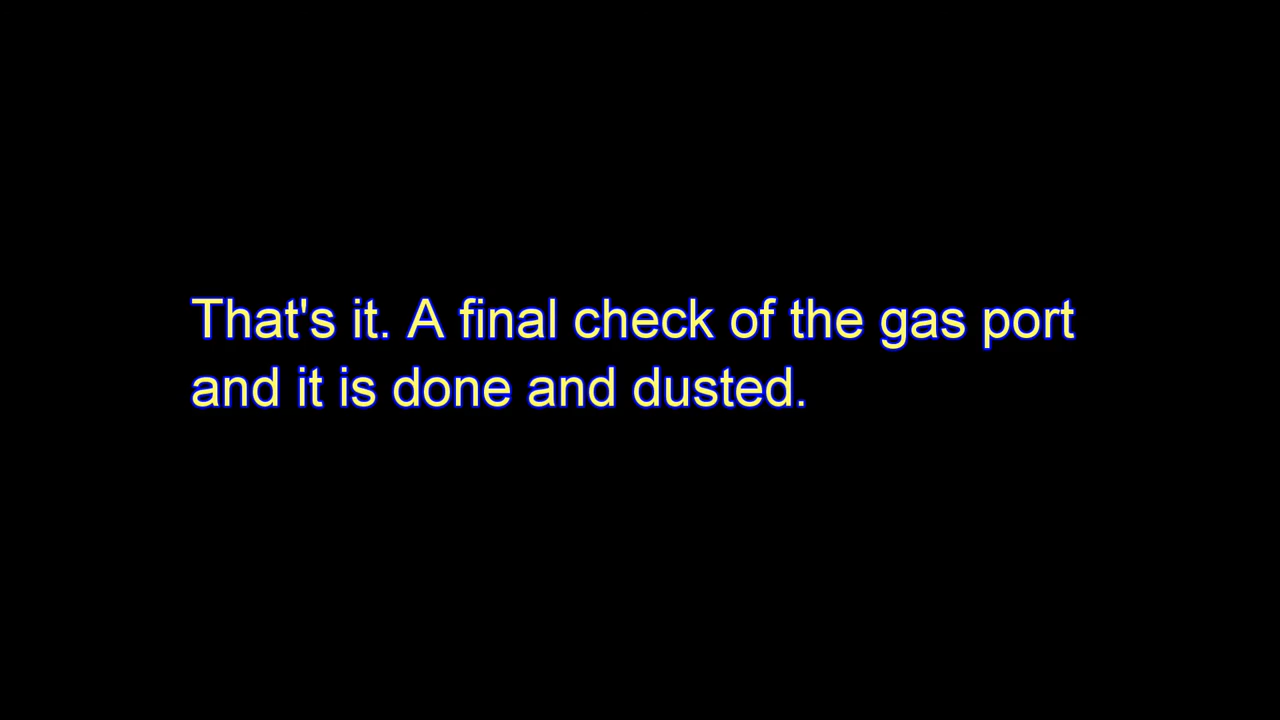 That's it. A final check of the gas port
and it is done and dusted.